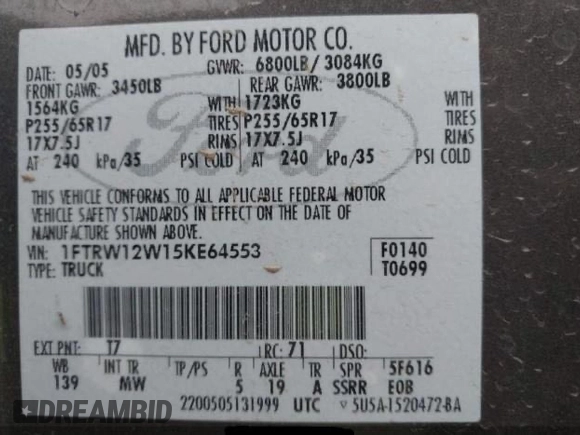 MFD. BY FORD MOTOR CO.
DATE: 05/05 GVWR: 6800LB/ 3084KG
FRONT GAWR: 3450LB REAR GAWR: 3800LB
1564KG WITH 1723KG WITH
P255/65R17 TIRES P255/65R17 TIRES
17X7.5J RIMS 17X7.5J RIMS
AT 240 kPa/35 PSI COLD AT 240 kPa/35 PSI COLD
Ford
THIS VEHICLE CONFORMS TO ALL APPLICABLE FEDERAL MOTOR
VEHICLE SAFETY STANDARDS IN EFFECT ON THE DATE OF
MANUFACTURE SHOWN ABOVE.
VIN: 1FTRW12W15KE64553 F0140
TYPE: TRUCK T0699
EXT PNT: T7 RC: 71 DSO:
WB INT TR TP/PS R AXLE TR SPR 5F616
139 MW 5 19 A SSRR EOB
2200505131999 UTC 5USA-1520472-BA
DREAMBID